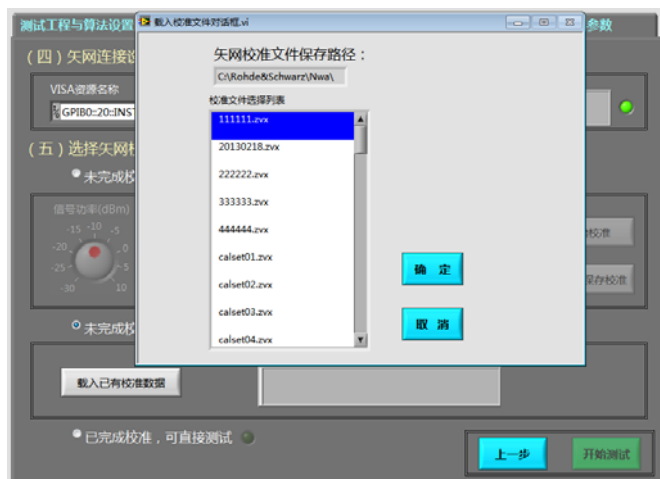 测试工程与算法设置
载入校准文件对话框.vi
参数
(四)矢网连接设
VISA资源名称
GPIB0::20::INS
(五)选择矢网
未完成校
信号功率(dBm)
-15 -10 -5
-20 0
-25 5
-30 10
校准
保存校准
矢网校准文件保存路径：
C:\Rohde&Schwarz\Nwa\
校准文件选择列表
111111.zvx
20130218.zvx
222222.zvx
333333.zvx
444444.zvx
calset01.zvx
calset02.zvx
calset03.zvx
calset04.zvx
确 定
取 消
未完成校
载入已有校准数据
已完成校准，可直接测试
上一步
开始测试